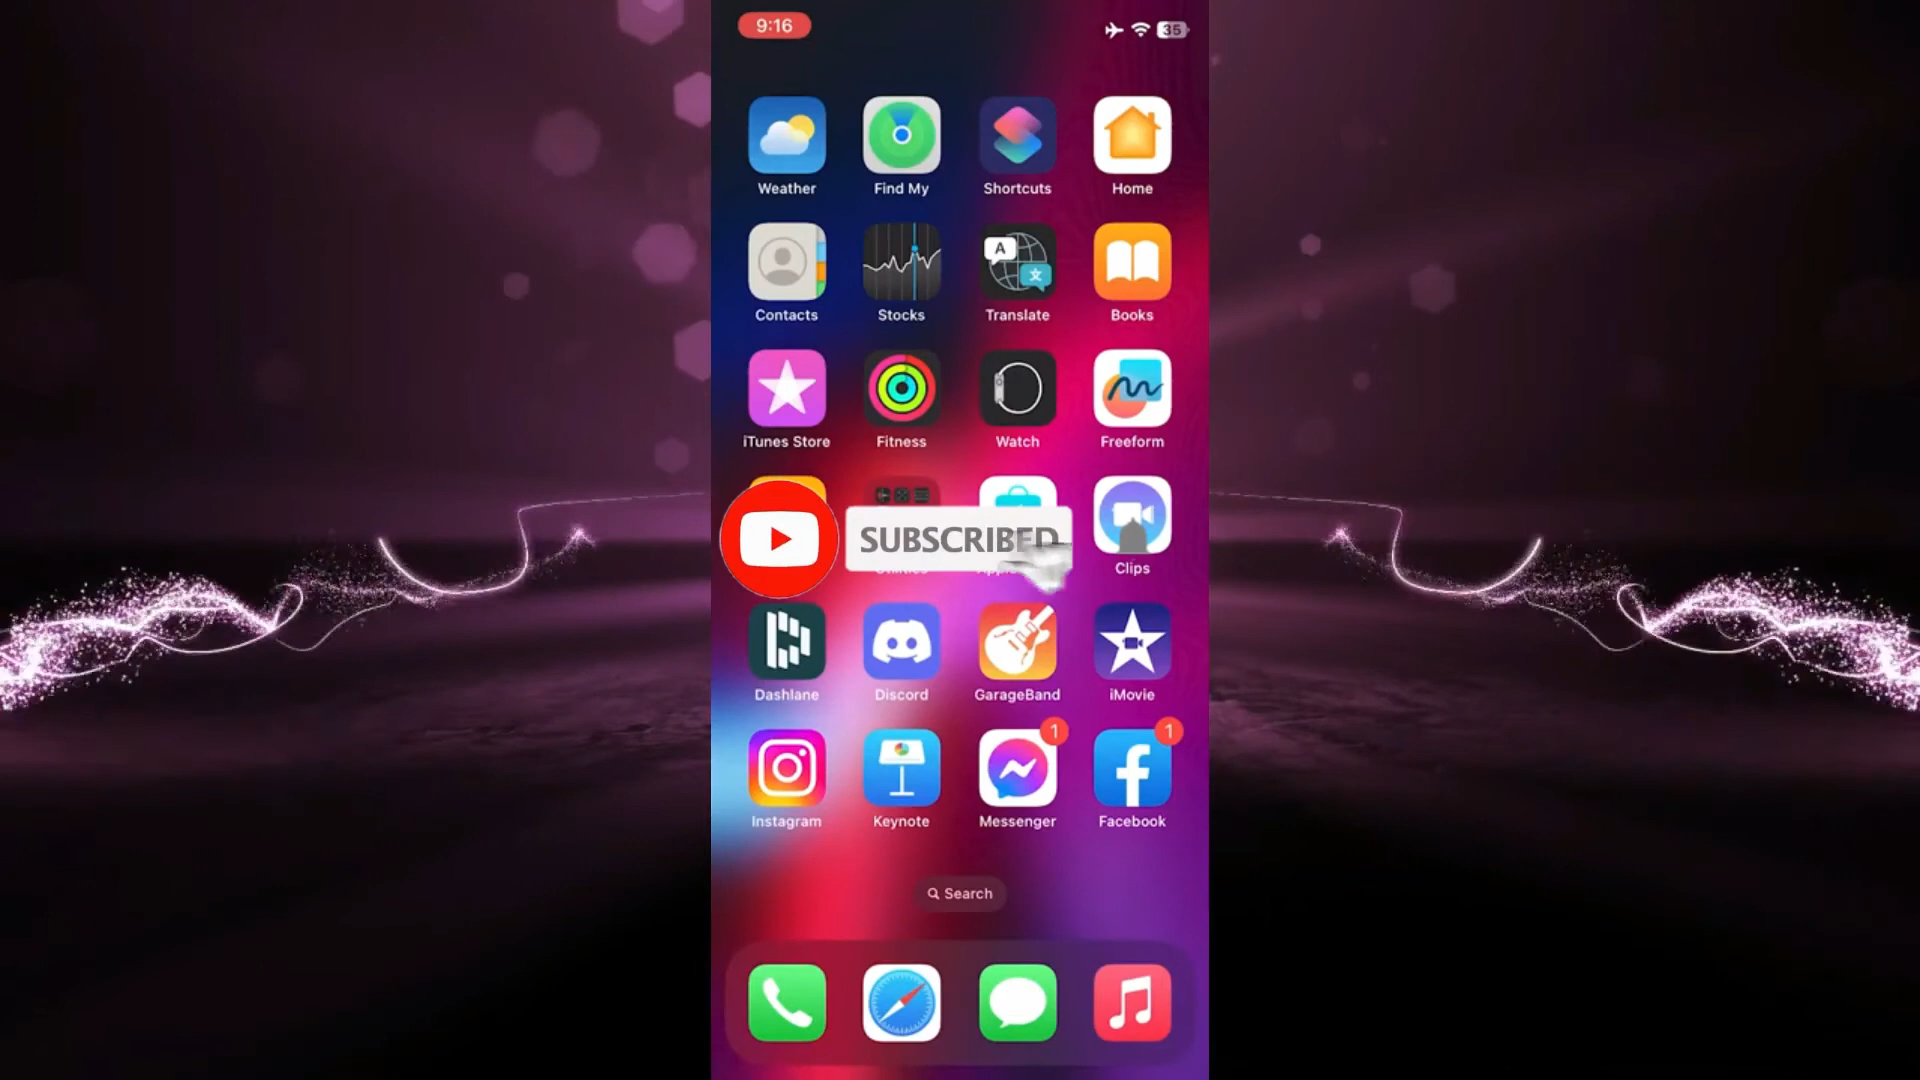 9:16
35
Weather Find My Shortcuts Home
A 文
Contacts Stocks Translate Books
iTunes Store Fitness Watch Freeform
SUBSCRIBED
Clips
Dashlane Discord GarageBand iMovie
1 1
Instagram Keynote Messenger Facebook
Search